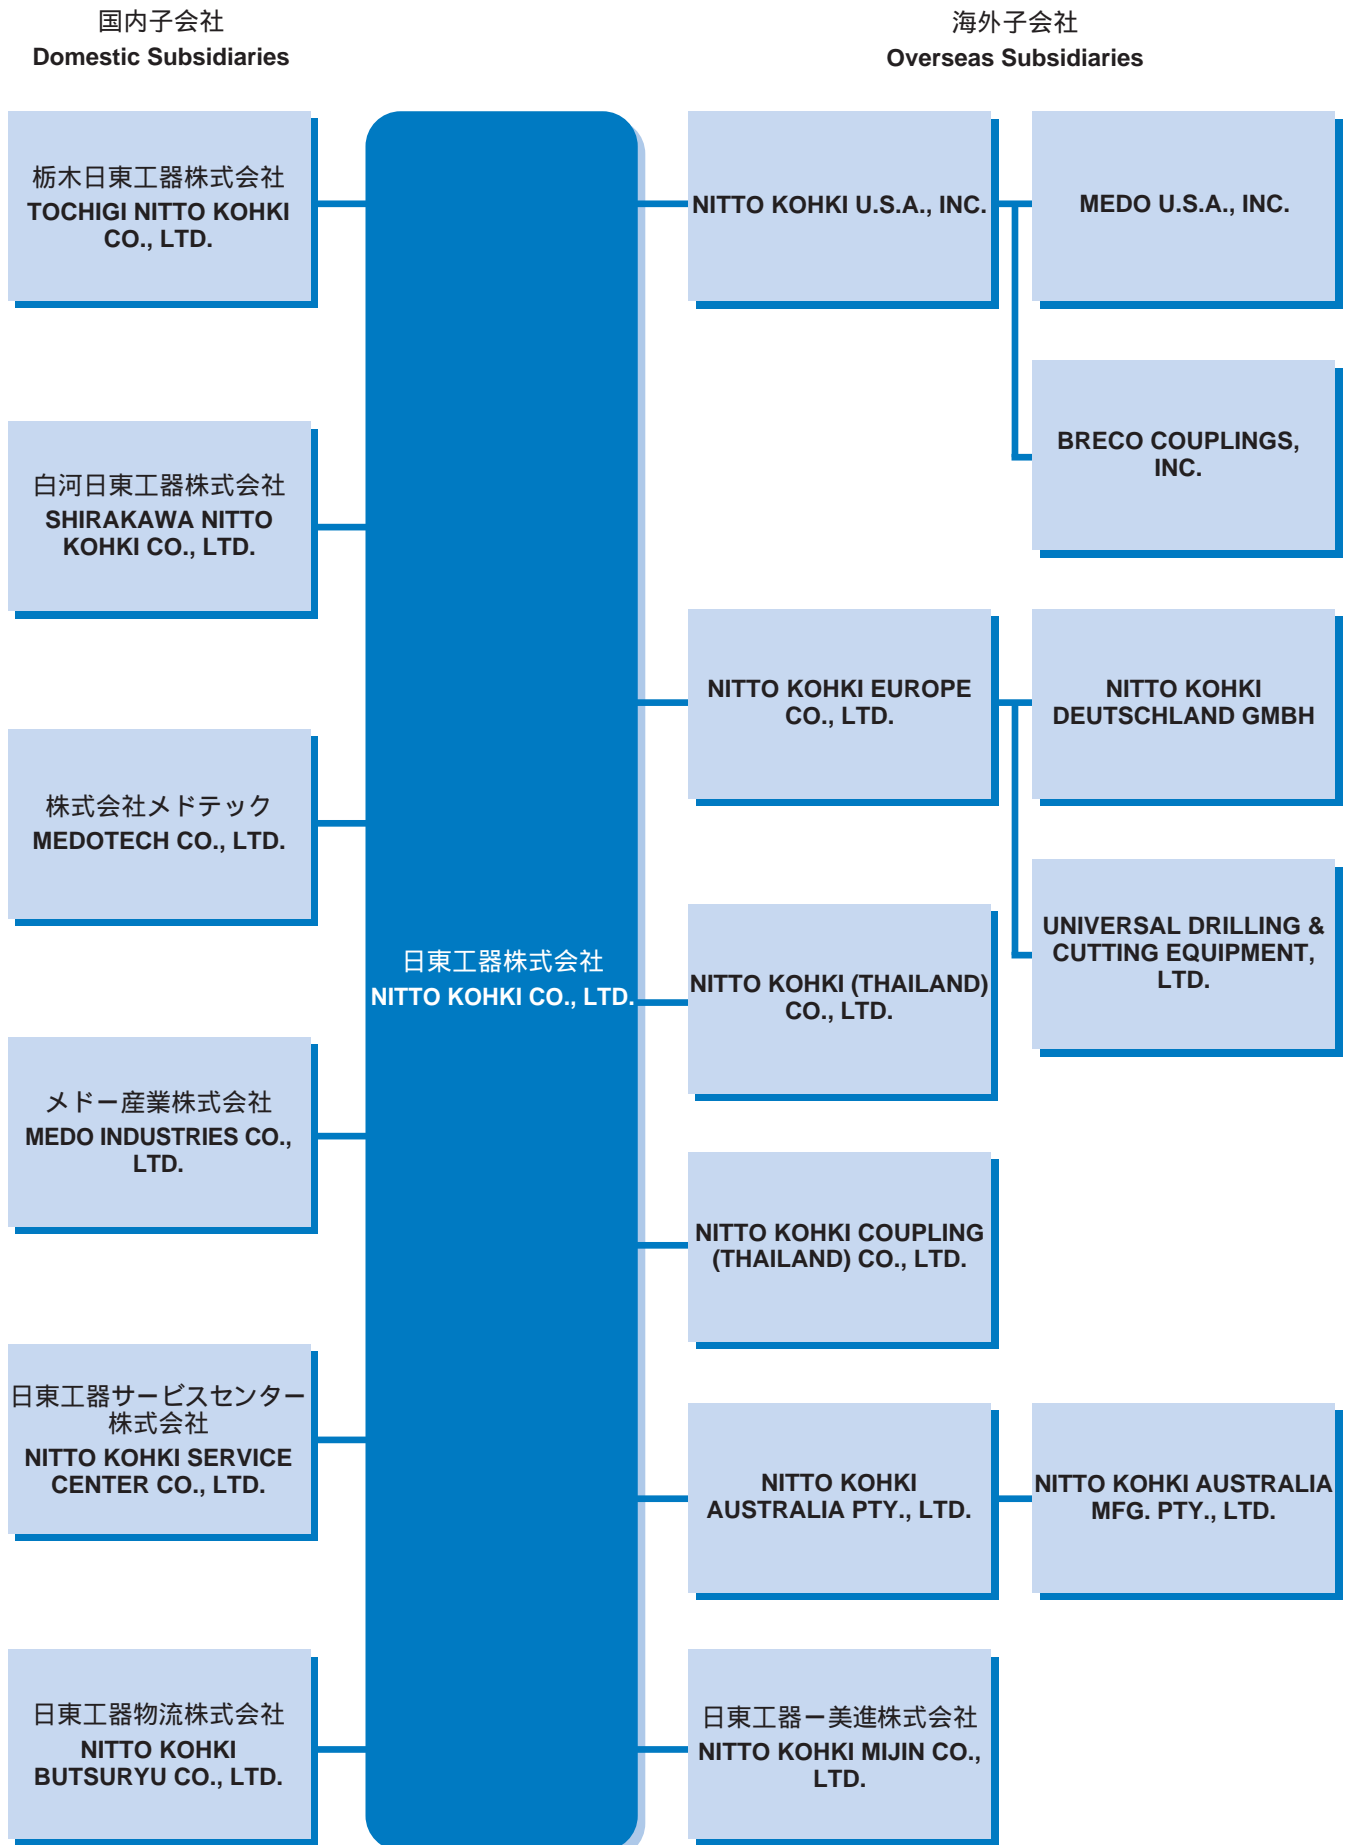 国内子会社
Domestic Subsidiaries
海外子会社
Overseas Subsidiaries
栃木日東工器株式会社
TOCHIGI NITTO KOHKI
CO., LTD.
白河日東工器株式会社
SHIRAKAWA NITTO
KOHKI CO., LTD.
株式会社メドテック
MEDOTECH CO., LTD.
メドー産業株式会社
MEDO INDUSTRIES CO.,
LTD.
日東工器サービスセンター
株式会社
NITTO KOHKI SERVICE
CENTER CO., LTD.
日東工器物流株式会社
NITTO KOHKI
BUTSURYU CO., LTD.
日東工器株式会社
NITTO KOHKI CO., LTD.
NITTO KOHKI U.S.A., INC.
MEDO U.S.A., INC.
BRECO COUPLINGS,
INC.
NITTO KOHKI EUROPE
CO., LTD.
NITTO KOHKI
DEUTSCHLAND GMBH
UNIVERSAL DRILLING &
CUTTING EQUIPMENT,
LTD.
NITTO KOHKI (THAILAND)
CO., LTD.
NITTO KOHKI COUPLING
(THAILAND) CO., LTD.
NITTO KOHKI
AUSTRALIA PTY., LTD.
NITTO KOHKI AUSTRALIA
MFG. PTY., LTD.
日東工器ー美進株式会社
NITTO KOHKI MIJIN CO.,
LTD.